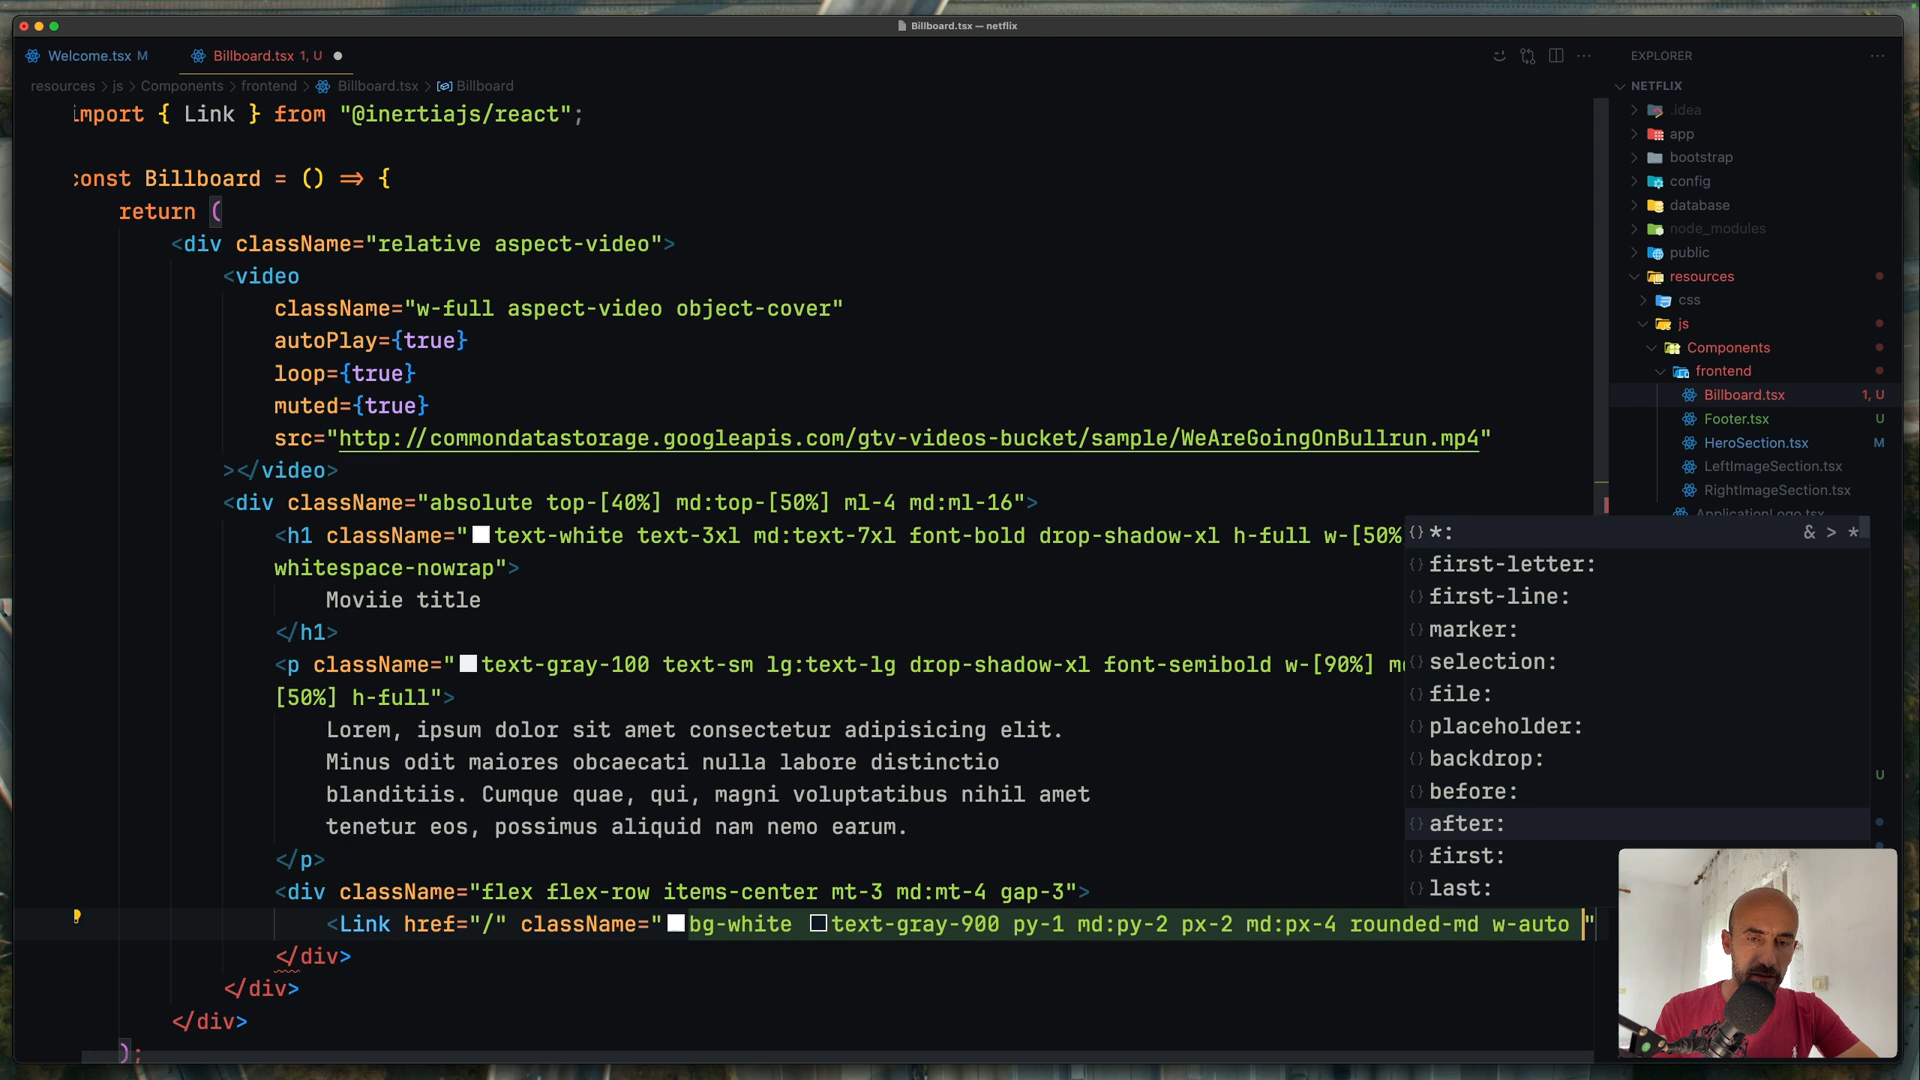 Billboard.tsx — netflix
Welcome.tsx M
Billboard.tsx 1, U
EXPLORER
resources > js > Components > frontend > Billboard.tsx > Billboard
NETFLIX
import { Link } from "@inertiajs/react";
const Billboard = () => {
return (
<div className="relative aspect-video">
<video
className="w-full aspect-video object-cover"
autoPlay={true}
loop={true}
muted={true}
src="http://commondatastorage.googleapis.com/gtv-videos-bucket/sample/WeAreGoingOnBullrun.mp4"
></video>
<div className="absolute top-[40%] md:top-[50%] ml-4 md:ml-16">
<h1 className="text-white text-3xl md:text-7xl font-bold drop-shadow-xl h-full w-[50%
whitespace-nowrap">
Moviie title
</h1>
<p className="text-gray-100 text-sm lg:text-lg drop-shadow-xl font-semibold w-[90%]
[50%] h-full">
Lorem, ipsum dolor sit amet consectetur adipisicing elit.
Minus odit maiores obcaecati nulla labore distinctio
blanditiis. Cumque quae, qui, magni voluptatibus nihil amet
tenetur eos, possimus aliquid nam nemo earum.
</p>
<div className="flex flex-row items-center mt-3 md:mt-4 gap-3">
<Link href="/" className="bg-white text-gray-900 py-1 md:py-2 px-2 md:px-4 rounded-md w-auto "
</div>
</div>
</div>
);
.idea
app
bootstrap
config
database
node_modules
public
resources
css
js
Components
frontend
Billboard.tsx 1, U
Footer.tsx U
HeroSection.tsx M
LeftImageSection.tsx
RightImageSection.tsx
ApplicationLogo.tsx
{} *: & > *
{} first-letter:
{} first-line:
{} marker:
{} selection:
{} file:
{} placeholder:
{} backdrop:
{} before:
{} after:
{} first:
{} last:
U